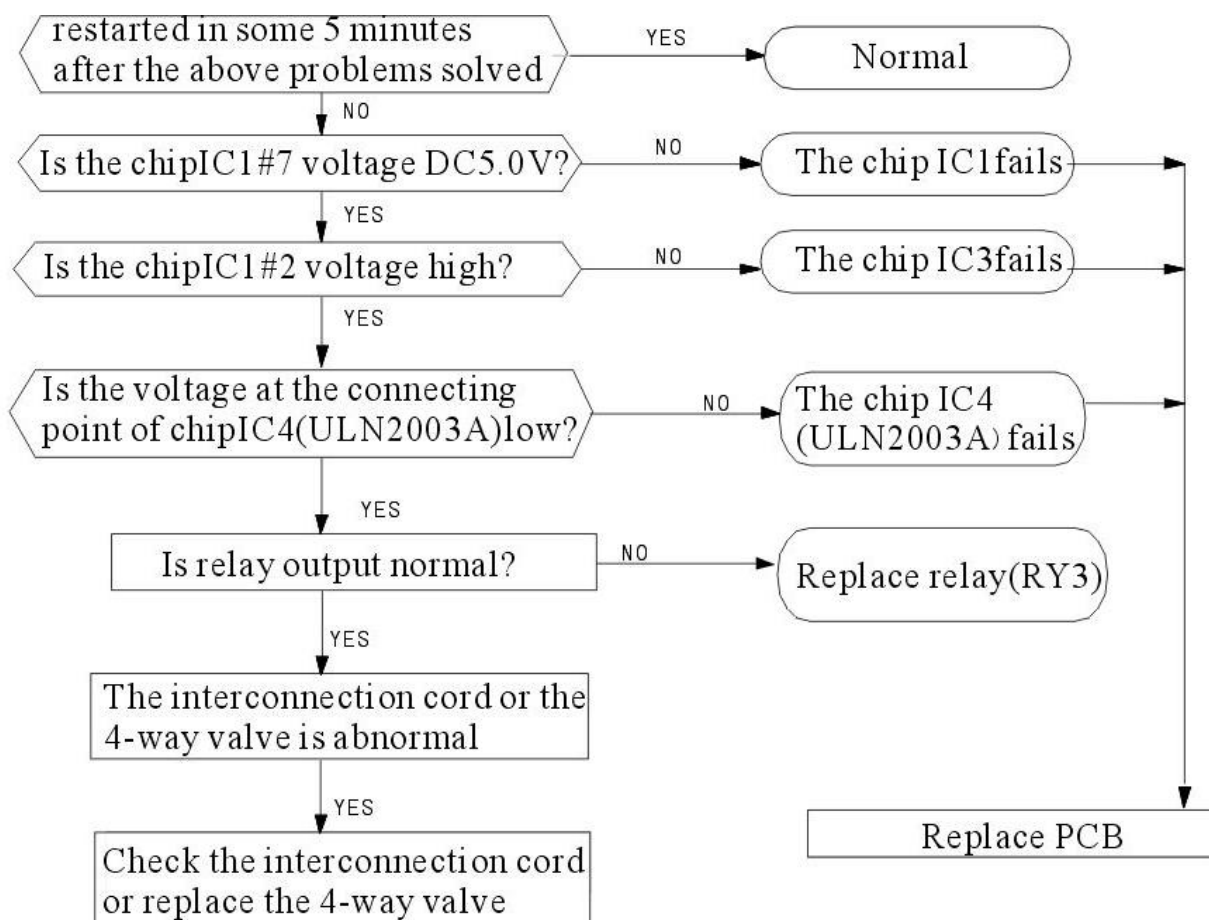 restarted in some 5 minutes
after the above problems solved
YES
Normal
NO
Is the chipIC1#7 voltage DC5.0V?
NO
The chip IC1fails
YES
Is the chipIC1#2 voltage high?
NO
The chip IC3fails
YES
Is the voltage at the connecting
point of chipIC4(ULN2003A)low?
NO
The chip IC4
(ULN2003A) fails
YES
Is relay output normal?
NO
Replace relay(RY3)
YES
The interconnection cord or the
4-way valve is abnormal
YES
Check the interconnection cord
or replace the 4-way valve
Replace PCB